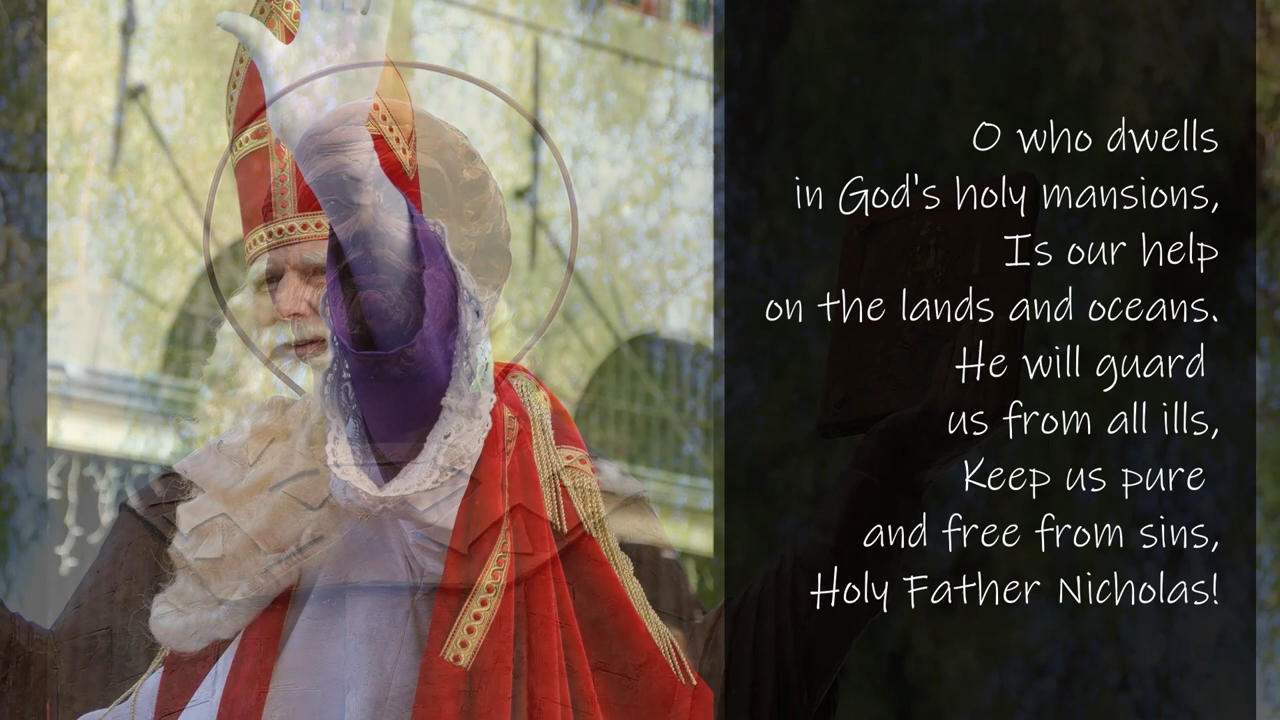 O who dwells
in God's holy mansions,
Is our help
on the lands and oceans.
He will guard
us from all ills,
Keep us pure
and free from sins,
Holy Father Nicholas!